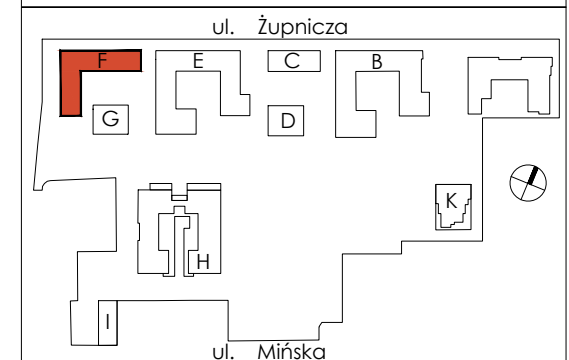 ul. Żupnicza
F E C B
G D
K
H
I
ul. Mińska